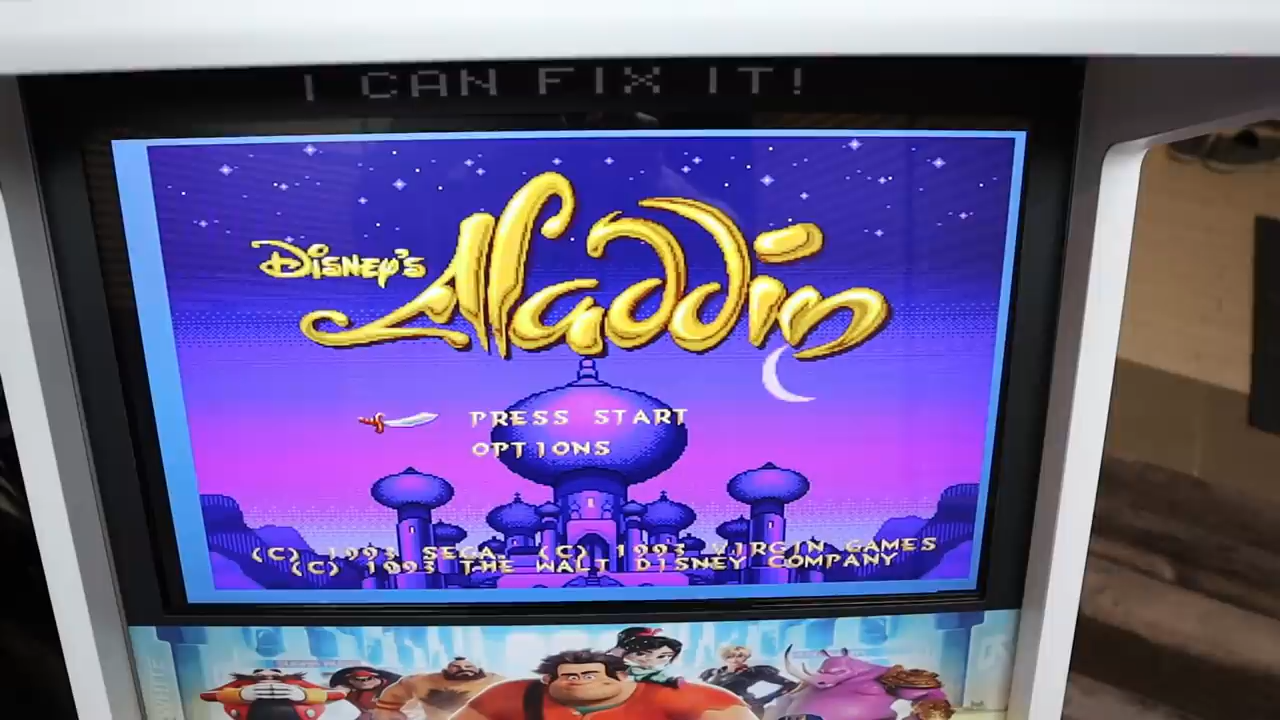 I CAN FIX IT!
DISNEY'S
Aladdin
PRESS START
OPTIONS
(C) 1993 SEGA. (C) 1993 VIRGIN GAMES
(C) 1993 THE WALT DISNEY COMPANY